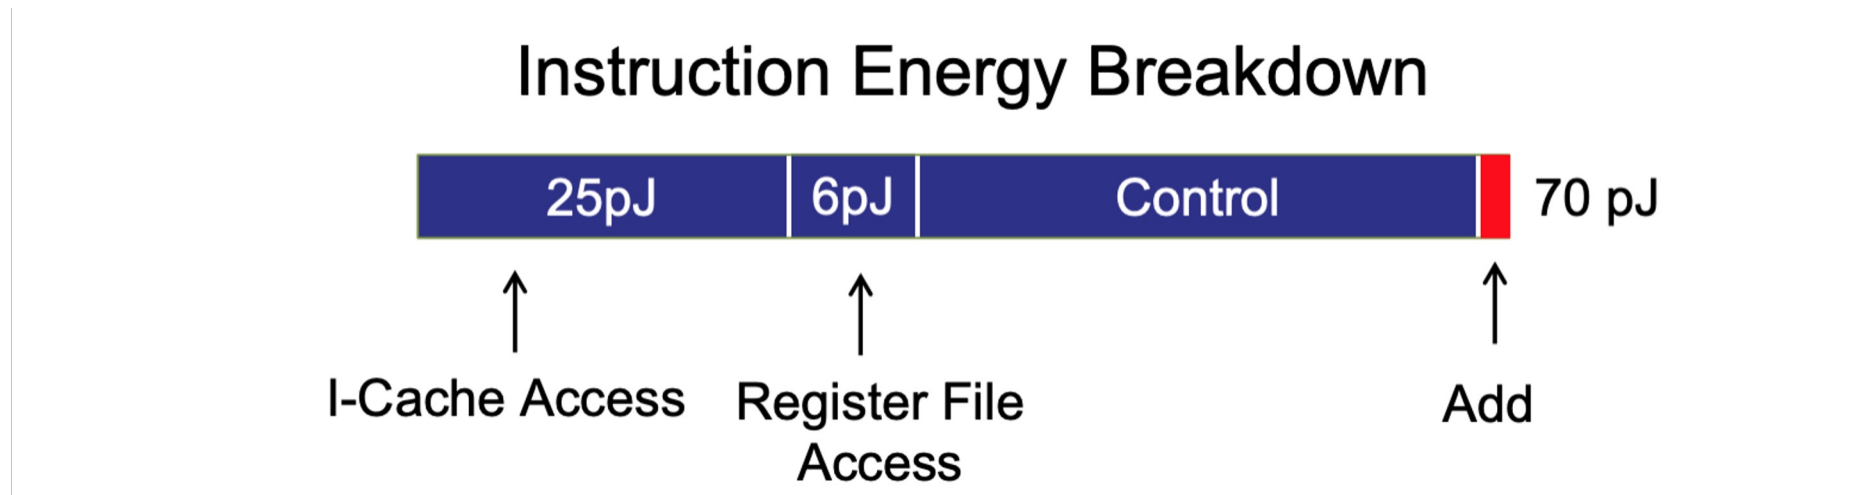 Instruction Energy Breakdown
25pJ
6pJ
Control
70 pJ
I-Cache Access
Register File
Access
Add